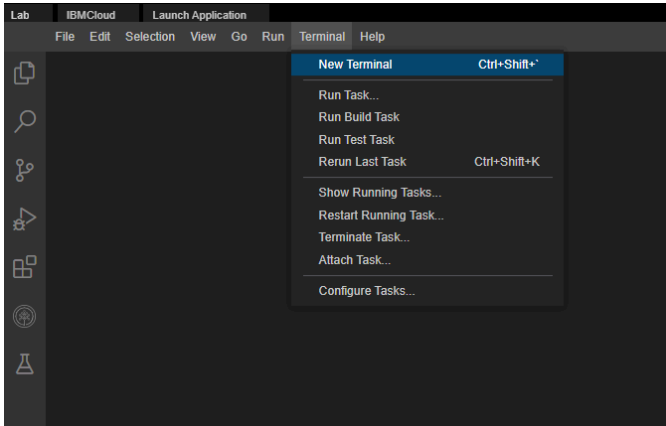 Lab IBMCloud Launch Application
File Edit Selection View Go Run Terminal Help
New Terminal Ctrl+Shift+`
Run Task...
Run Build Task
Run Test Task
Rerun Last Task Ctrl+Shift+K
Show Running Tasks...
Restart Running Task...
Terminate Task...
Attach Task...
Configure Tasks...